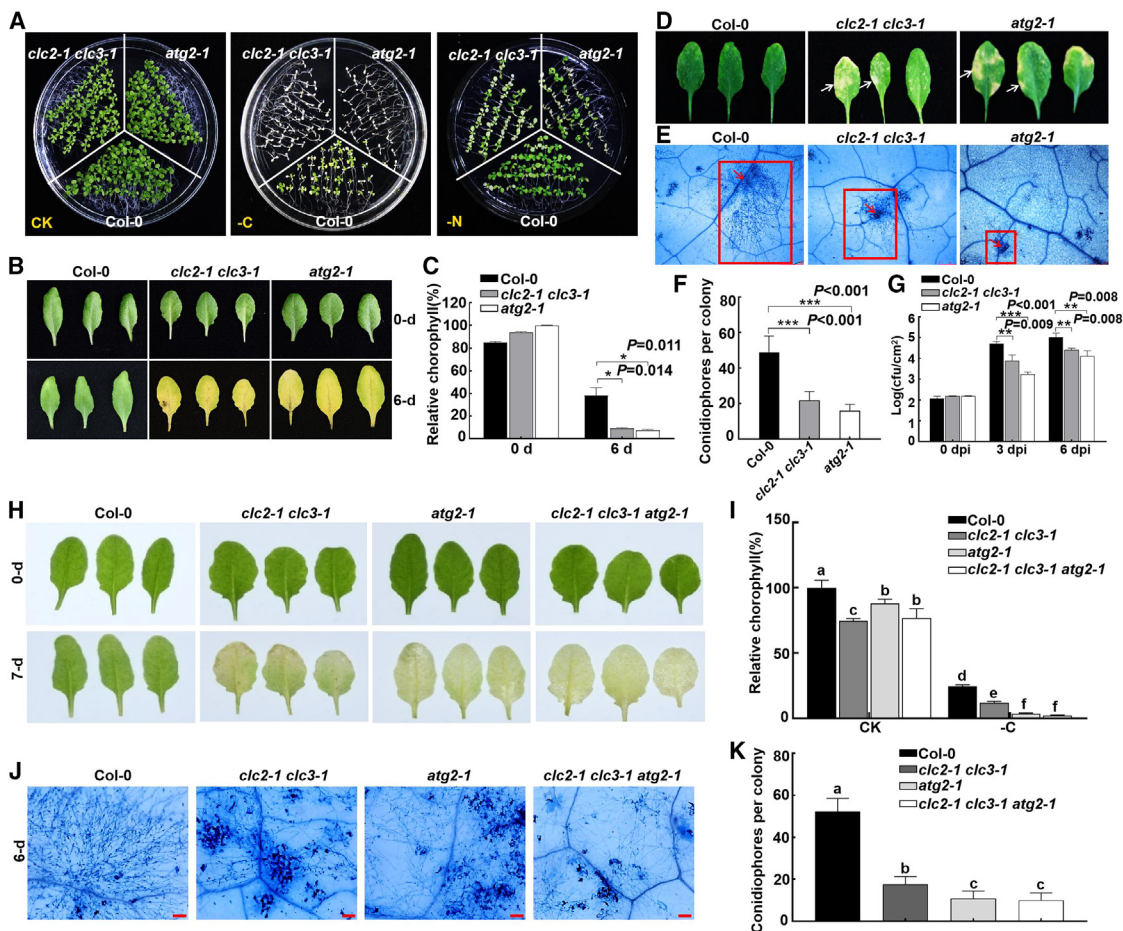 A
clc2-1 clc3-1
atg2-1
Col-0
CK
clc2-1 clc3-1
atg2-1
Col-0
-C
clc2-1 clc3-1
atg2-1
Col-0
-N
B
Col-0
clc2-1 clc3-1
atg2-1
0-d
6-d
C
Col-0
clc2-1 clc3-1
atg2-1
Relative chorophyll(%)
120
100
80
60
40
20
0
P=0.011
*
P=0.014
*
0 d
6 d
D
Col-0
clc2-1 clc3-1
atg2-1
E
Col-0
clc2-1 clc3-1
atg2-1
F
Conidiophores per colony
80
60
40
20
0
P<0.001
***
P<0.001
***
Col-0
clc2-1 clc3-1
atg2-1
G
Col-0
clc2-1 clc3-1
atg2-1
Log(cfu/cm²)
6
5
4
2
1
0
P<0.001
***
P=0.009
**
P=0.008
**
P=0.008
**
0 dpi
3 dpi
6 dpi
H
Col-0
clc2-1 clc3-1
atg2-1
clc2-1 clc3-1 atg2-1
0-d
7-d
I
Col-0
clc2-1 clc3-1
atg2-1
clc2-1 clc3-1 atg2-1
Relative chorophyll(%)
150
100
50
0
a
c
b
b
d
e
f
f
CK
-C
J
Col-0
clc2-1 clc3-1
atg2-1
clc2-1 clc3-1 atg2-1
6-d
K
Col-0
clc2-1 clc3-1
atg2-1
clc2-1 clc3-1 atg2-1
Conidiophores per colony
80
60
40
20
0
a
b
c
c